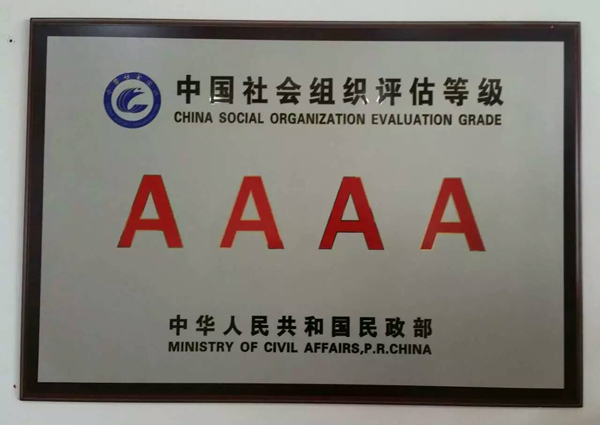 中国社会组织评估等级
CHINA SOCIAL ORGANIZATION EVALUATION GRADE
A A A A
中华人民共和国民政部
MINISTRY OF CIVIL AFFAIRS,P.R.CHINA